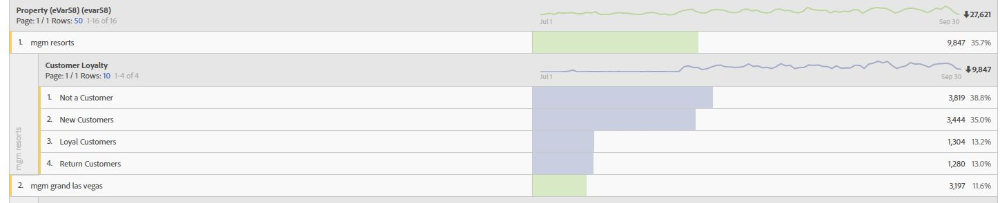 Property (eVar58) (evar58)
Page: 1 / 1 Rows: 50 1-16 of 16
Jul 1
Sep 30
27,621
1. mgm resorts 9,847 35.7%
Customer Loyalty
Page: 1 / 1 Rows: 10 1-4 of 4
Jul 1
Sep 30
9,847
mgm resorts
1. Not a Customer 3,819 38.8%
2. New Customers 3,444 35.0%
3. Loyal Customers 1,304 13.2%
4. Return Customers 1,280 13.0%
2. mgm grand las vegas 3,197 11.6%